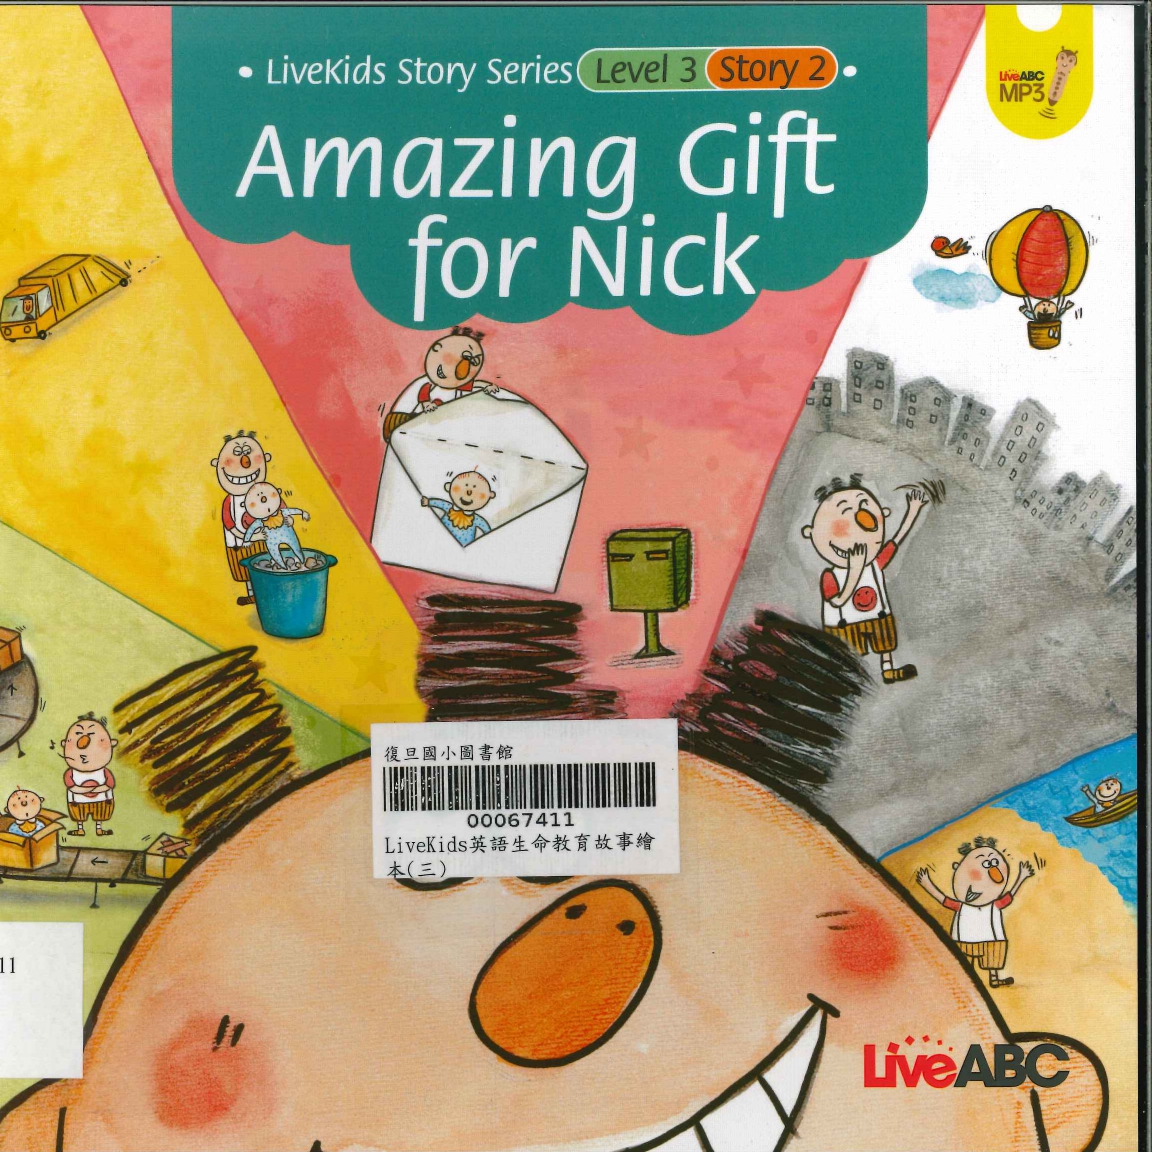 • LiveKids Story Series Level 3 Story 2 •
Amazing Gift
for Nick
LiveABC
MP3
復旦國小圖書館
00067411
LiveKids英語生命教育故事繪
本(三)
11
LiveABC